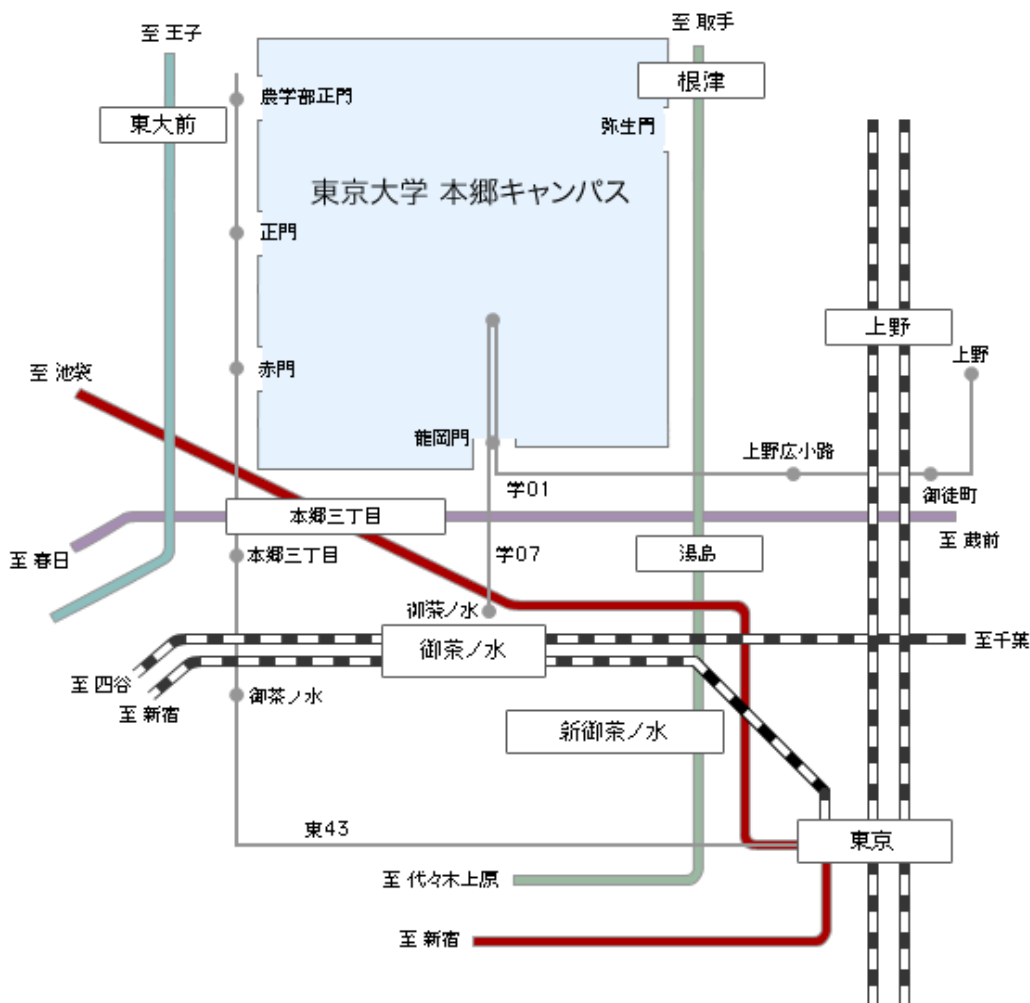 至 王子
至 取手
根津
農学部正門
東大前
弥生門
東京大学 本郷キャンパス
正門
上野
上野
至 池袋
赤門
龍岡門
上野広小路
学01
御徒町
本郷三丁目
至 蔵前
至 春日
本郷三丁目
学07
湯島
御茶ノ水
御茶ノ水
至千葉
至 四谷
至 新宿
御茶ノ水
新御茶ノ水
東43
東京
至 代々木上原
至 新宿